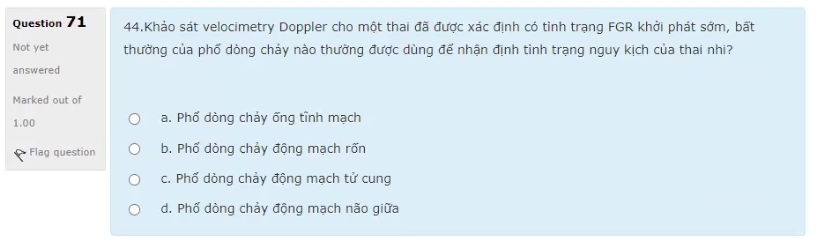 Question 71
Not yet
answered
Marked out of
1.00
Flag question
44.Khảo sát velocimetry Doppler cho một thai đã được xác định có tình trạng FGR khởi phát sớm, bất
thường của phổ dòng chảy nào thường được dùng để nhận định tình trạng nguy kịch của thai nhi?
a. Phổ dòng chảy ống tĩnh mạch
b. Phổ dòng chảy động mạch rốn
c. Phổ dòng chảy động mạch tử cung
d. Phổ dòng chảy động mạch não giữa